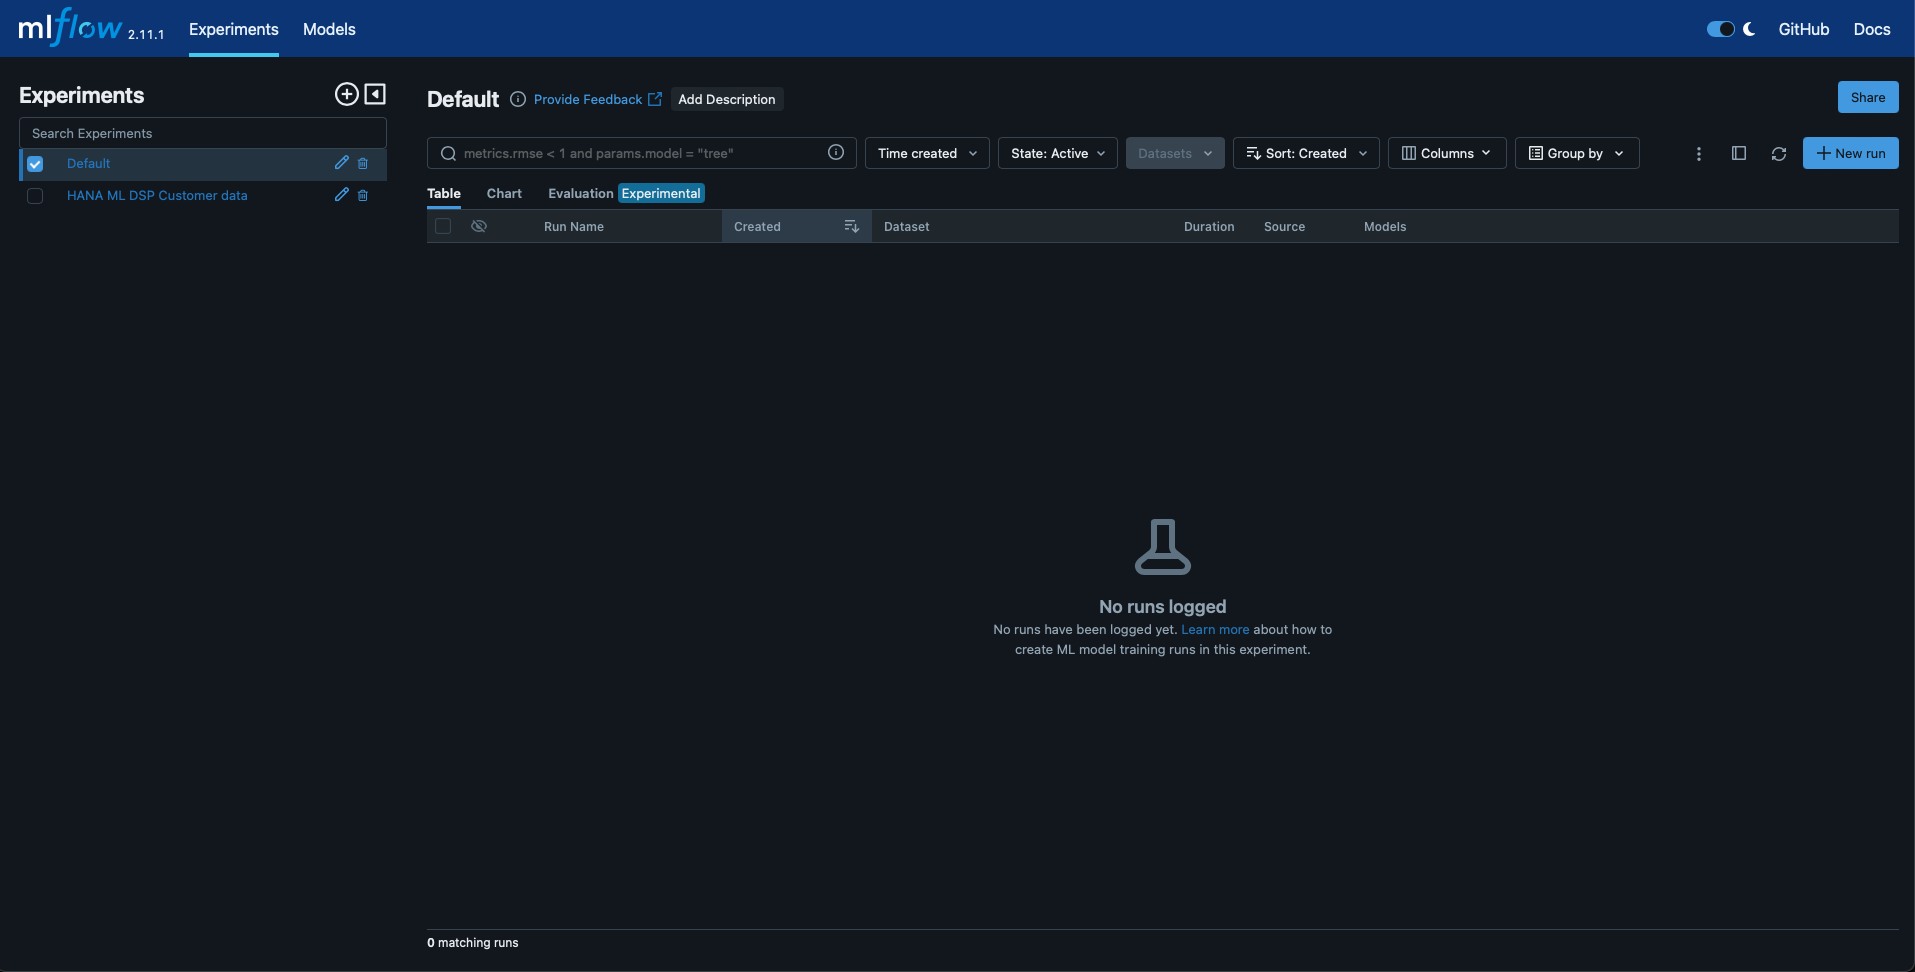 mlflow 2.11.1 Experiments Models GitHub Docs
Experiments
Search Experiments
Default
HANA ML DSP Customer data
Default Provide Feedback Add Description Share
metrics.rmse < 1 and params.model = "tree" Time created State: Active Datasets Sort: Created Columns Group by New run
Table Chart Evaluation Experimental
Run Name Created Dataset Duration Source Models
No runs logged
No runs have been logged yet. Learn more about how to
create ML model training runs in this experiment.
0 matching runs